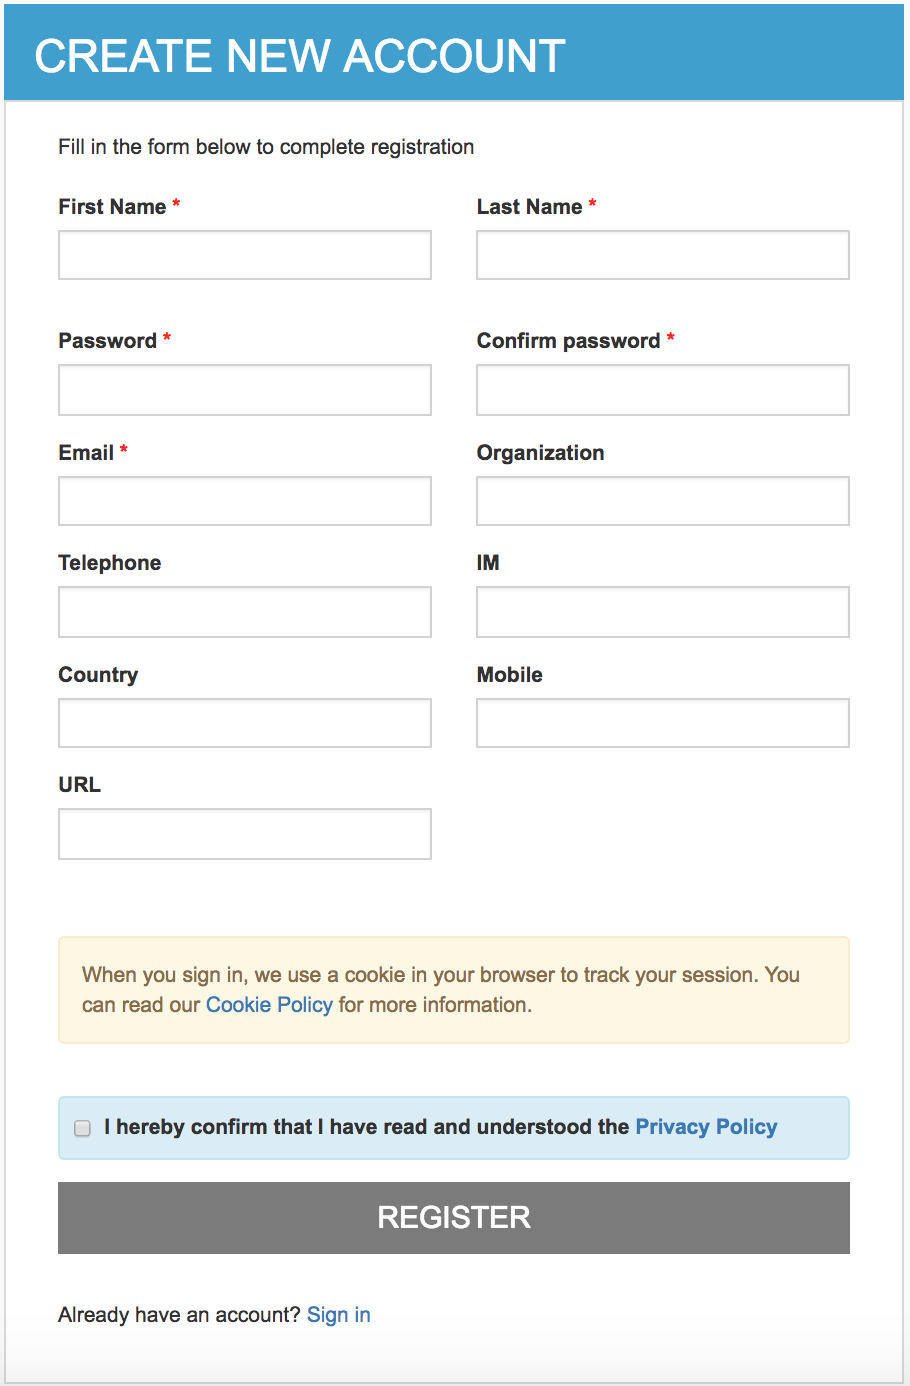 CREATE NEW ACCOUNT
Fill in the form below to complete registration
First Name *
Last Name *
Password *
Confirm password *
Email *
Organization
Telephone
IM
Country
Mobile
URL
When you sign in, we use a cookie in your browser to track your session. You
can read our Cookie Policy for more information.
I hereby confirm that I have read and understood the Privacy Policy
REGISTER
Already have an account? Sign in